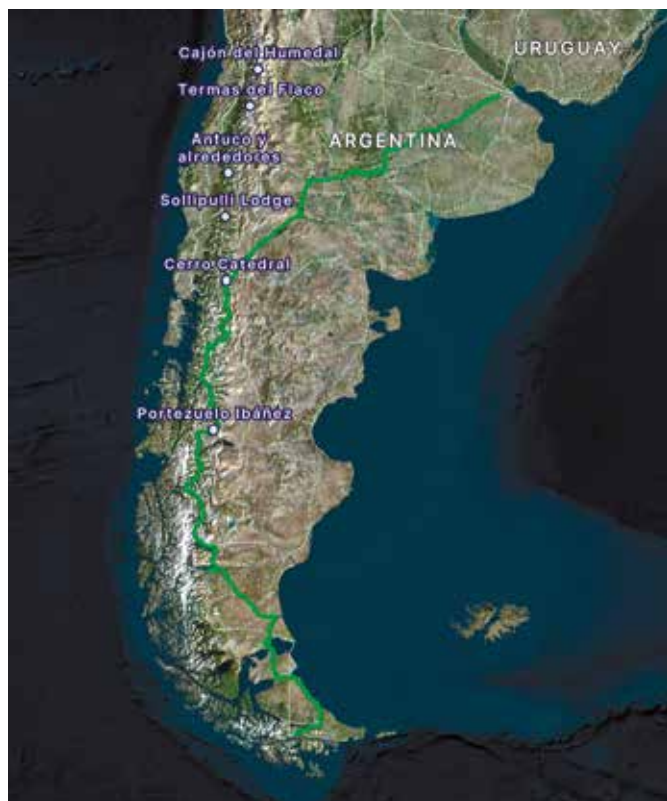 URUGUAY
Cajón del Humedal
Termas del Flaco
ARGENTINA
Antuco y
alrededores
Sollipulli Lodge
Cerro Catedral
Portezuelo Ibáñez